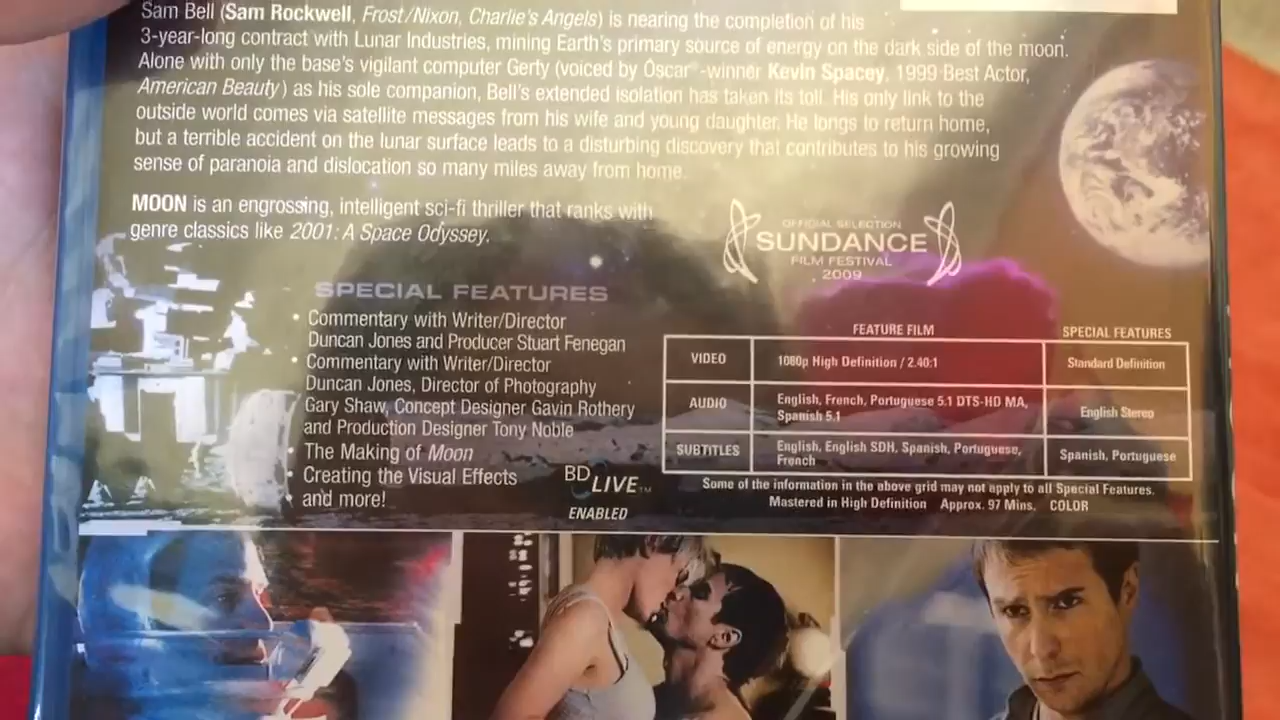 Sam Bell (Sam Rockwell, Frost/Nixon, Charlie's Angels) is nearing the completion of his
3-year-long contract with Lunar Industries, mining Earth's primary source of energy on the dark side of the moon.
Alone with only the base's vigilant computer Gerty (voiced by Oscar®-winner Kevin Spacey, 1999 Best Actor,
American Beauty) as his sole companion, Bell's extended isolation has taken its toll. His only link to the
outside world comes via satellite messages from his wife and young daughter. He longs to return home,
but a terrible accident on the lunar surface leads to a disturbing discovery that contributes to his growing
sense of paranoia and dislocation so many miles away from home.
MOON is an engrossing, intelligent sci-fi thriller that ranks with
genre classics like 2001: A Space Odyssey.
OFFICIAL SELECTION
SUNDANCE
FILM FESTIVAL
2009
SPECIAL FEATURES
• Commentary with Writer/Director
Duncan Jones and Producer Stuart Fenegan
• Commentary with Writer/Director
Duncan Jones, Director of Photography
Gary Shaw, Concept Designer Gavin Rothery
and Production Designer Tony Noble
• The Making of Moon
• Creating the Visual Effects
• and more!
BD LIVE™
ENABLED
FEATURE FILM SPECIAL FEATURES
VIDEO 1080p High Definition / 2.40:1 Standard Definition
AUDIO English, French, Portuguese 5.1 DTS-HD MA,
Spanish 5.1 English Stereo
SUBTITLES English, English SDH, Spanish, Portuguese,
French Spanish, Portuguese
Some of the information in the above grid may not apply to all Special Features.
Mastered in High Definition Approx. 97 Mins. COLOR